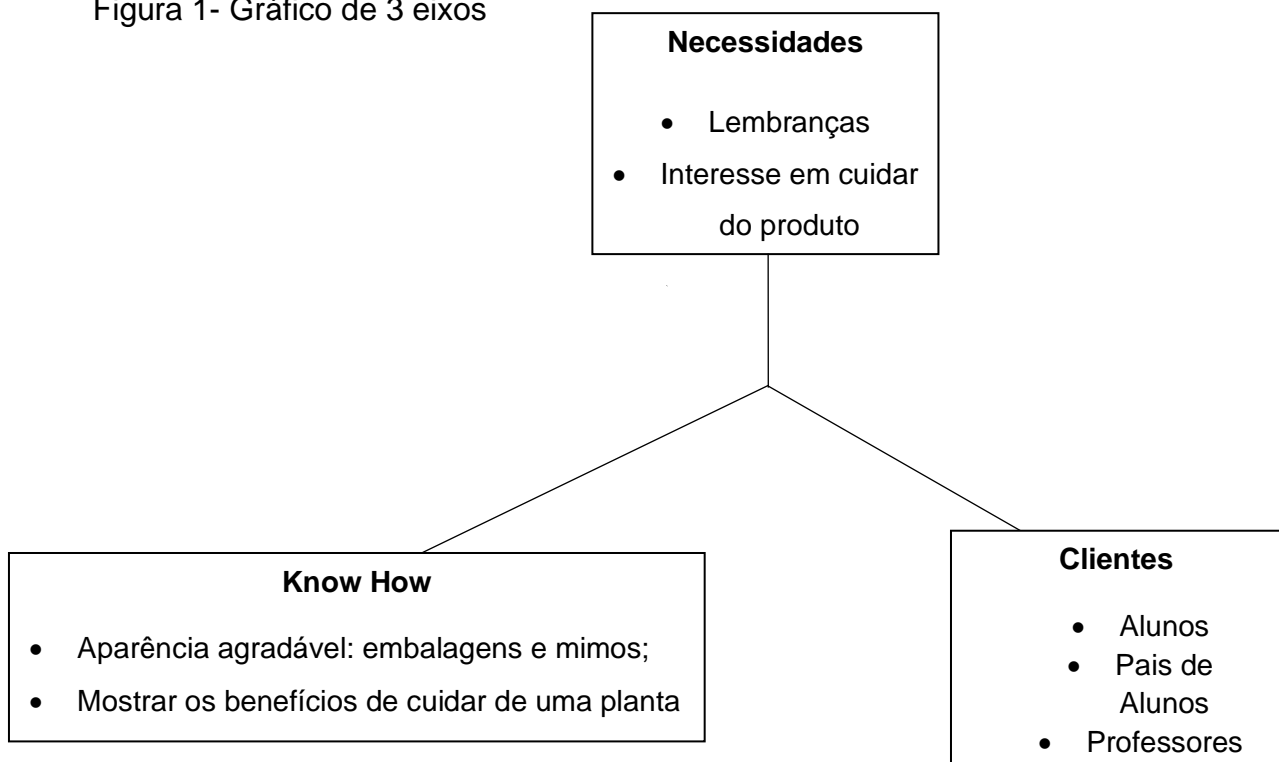 Figura 1- Gráfico de 3 eixos
Necessidades
• Lembranças
• Interesse em cuidar
do produto
Know How
• Aparência agradável: embalagens e mimos;
• Mostrar os benefícios de cuidar de uma planta
Clientes
• Alunos
• Pais de
Alunos
• Professores